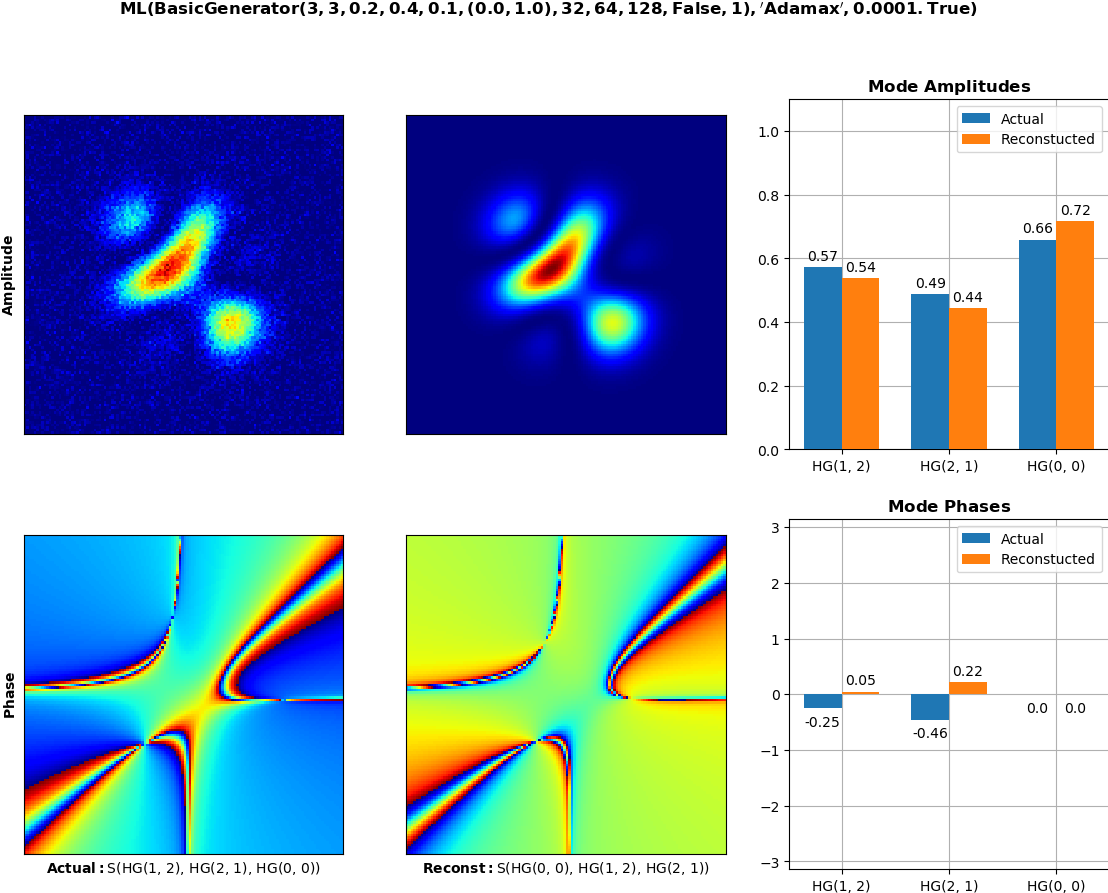 ML(BasicGenerator(3, 3, 0.2, 0.4, 0.1, (0.0, 1.0), 32, 64, 128, False, 1), ′Adamax′, 0.0001. True)
Amplitude
Mode Amplitudes
Actual
Reconstucted
1.0
0.8
0.6
0.4
0.2
0.0
0.57
0.54
0.49
0.44
0.66
0.72
HG(1, 2)
HG(2, 1)
HG(0, 0)
Phase
Actual: S(HG(1, 2), HG(2, 1), HG(0, 0))
Reconst: S(HG(0, 0), HG(1, 2), HG(2, 1))
Mode Phases
Actual
Reconstucted
3
2
1
0
−1
−2
−3
-0.25
0.05
-0.46
0.22
0.0
0.0
HG(1, 2)
HG(2, 1)
HG(0, 0)